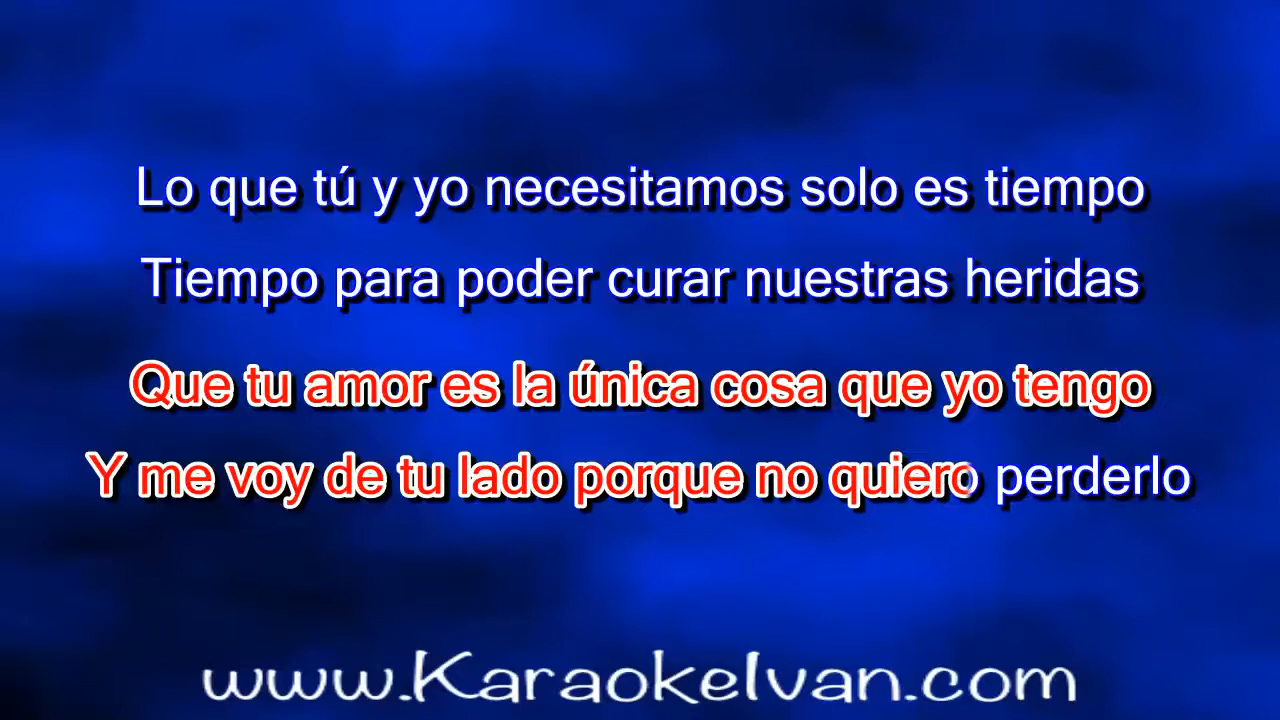 Lo que tú y yo necesitamos solo es tiempo
Tiempo para poder curar nuestras heridas
Que tu amor es la única cosa que yo tengo
Y me voy de tu lado porque no quiero perderlo
www.KaraokeIvan.com